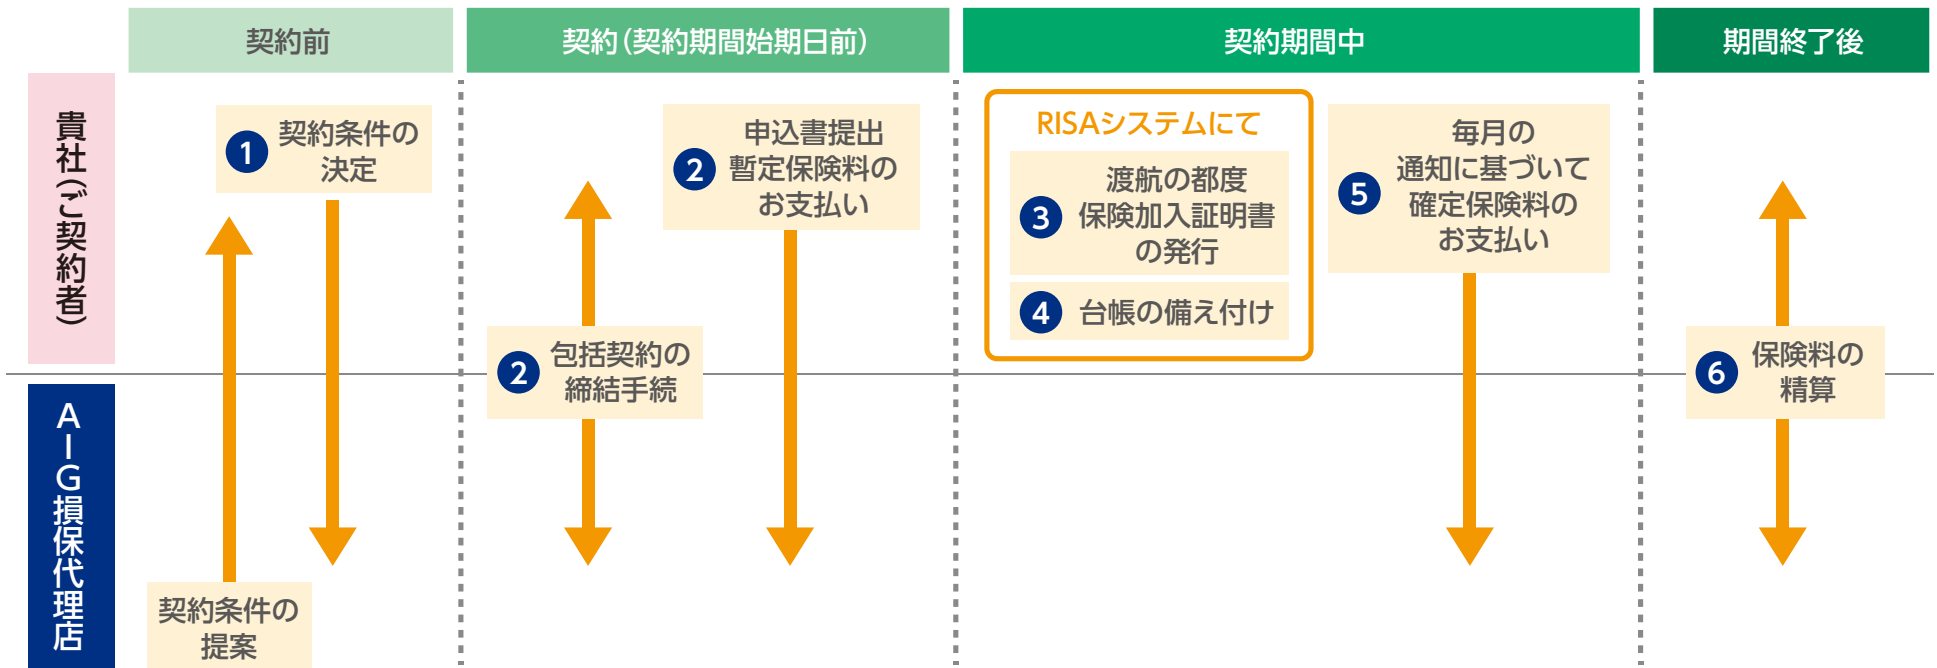 契約前
契約（契約期間始期日前）
契約期間中
期間終了後
貴社（ご契約者）
AIG損保代理店
1
契約条件の
決定
契約条件の
提案
2
包括契約の
締結手続
2
申込書提出
暫定保険料の
お支払い
RISAシステムにて
3
渡航の都度
保険加入証明書
の発行
4
台帳の備え付け
5
毎月の
通知に基づいて
確定保険料の
お支払い
6
保険料の
精算